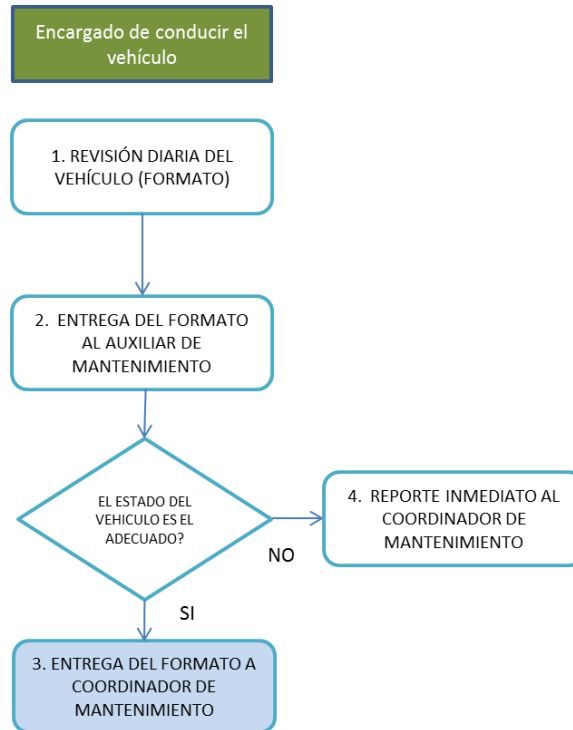 Encargado de conducir el
vehículo
1. REVISIÓN DIARIA DEL
VEHÍCULO (FORMATO)
2. ENTREGA DEL FORMATO
AL AUXILIAR DE
MANTENIMIENTO
EL ESTADO DEL
VEHICULO ES EL
ADECUADO?
4. REPORTE INMEDIATO AL
COORDINADOR DE
MANTENIMIENTO
NO
SI
3. ENTREGA DEL FORMATO A
COORDINADOR DE
MANTENIMIENTO